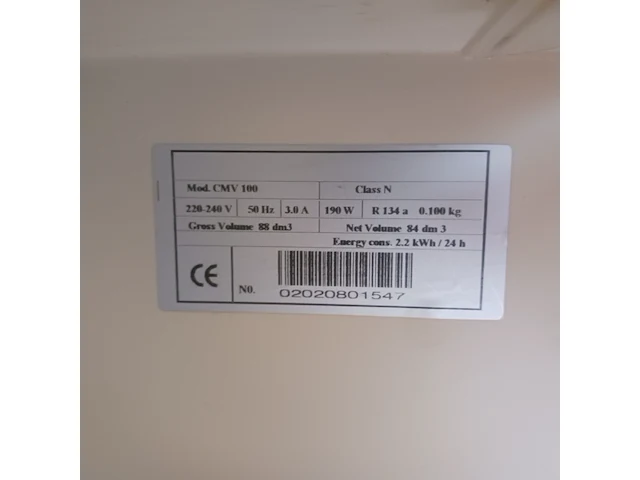 Mod. CMV 100 Class N
220-240 V 50 Hz 3.0 A 190 W R 134 a 0.100 kg
Gross Volume 88 dm3 Net Volume 84 dm 3
Energy cons. 2.2 kWh / 24 h
CE N0. 02020801547